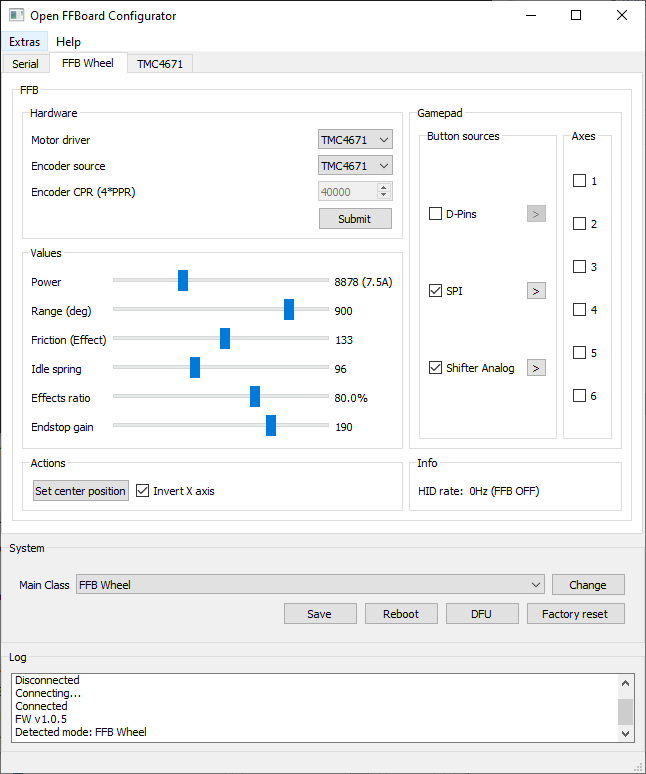 Open FFBoard Configurator
Extras Help
Serial FFB Wheel TMC4671
FFB
Hardware
Motor driver TMC4671
Encoder source TMC4671
Encoder CPR (4*PPR) 40000
Submit
Values
Power 8878 (7.5A)
Range (deg) 900
Friction (Effect) 133
Idle spring 96
Effects ratio 80.0%
Endstop gain 190
Gamepad
Button sources
D-Pins >
SPI >
Shifter Analog >
Axes
1
2
3
4
5
6
Actions
Set center position Invert X axis
Info
HID rate: 0Hz (FFB OFF)
System
Main Class FFB Wheel Change
Save Reboot DFU Factory reset
Log
Disconnected
Connecting...
Connected
FW v1.0.5
Detected mode: FFB Wheel